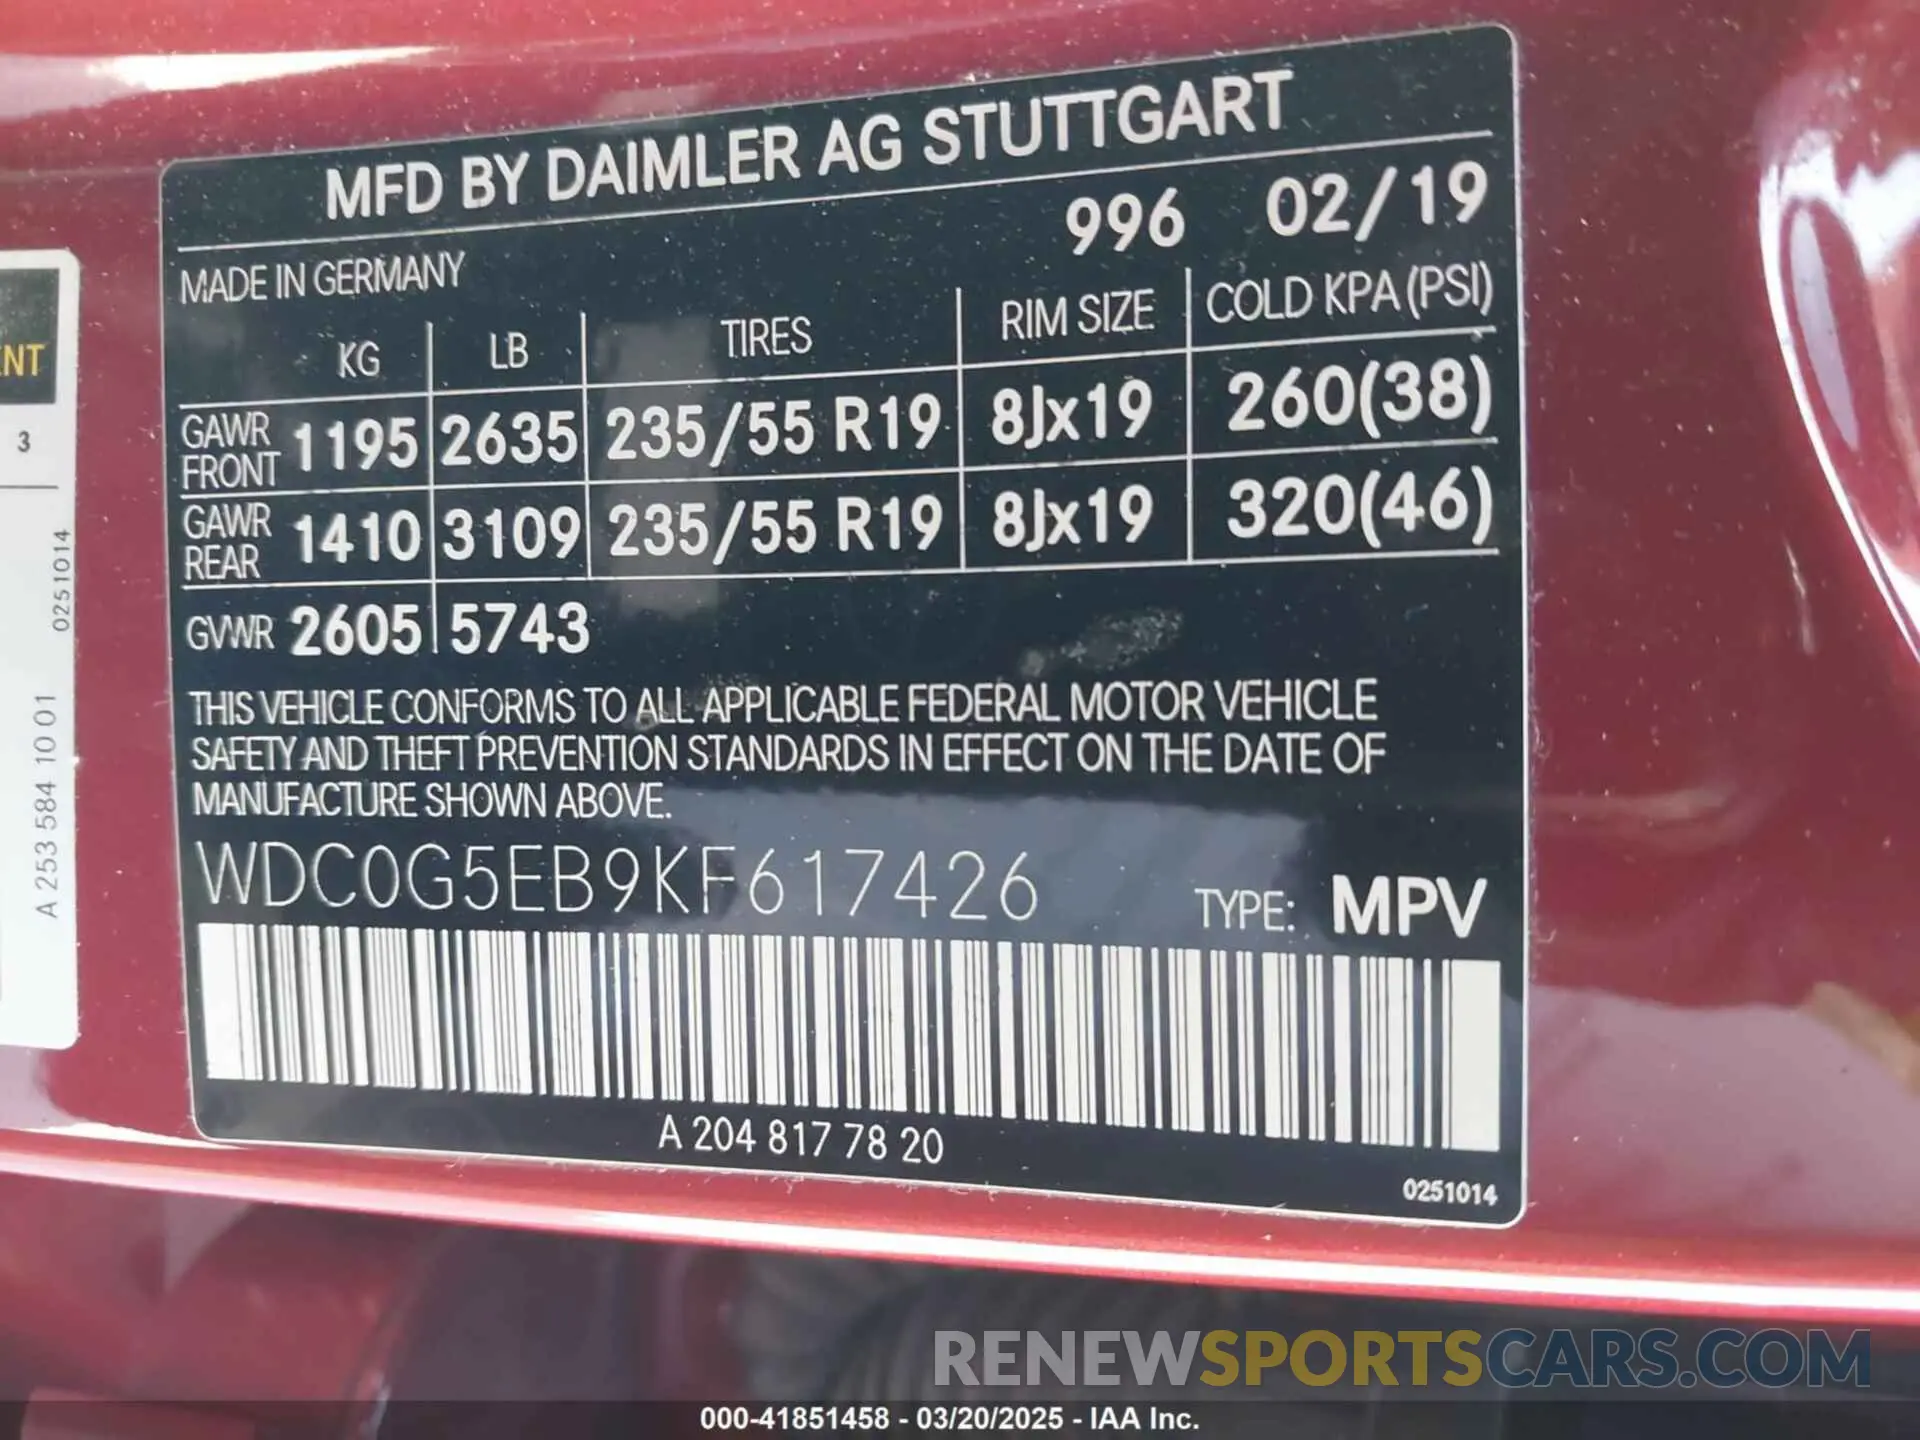 MFD BY DAIMLER AG STUTTGART
996 02/19
MADE IN GERMANY
KG LB TIRES RIM SIZE COLD KPA (PSI)
GAWR FRONT 1195 2635 235/55 R19 8Jx19 260(38)
GAWR REAR 1410 3109 235/55 R19 8Jx19 320(46)
GVWR 2605 5743
THIS VEHICLE CONFORMS TO ALL APPLICABLE FEDERAL MOTOR VEHICLE
SAFETY AND THEFT PREVENTION STANDARDS IN EFFECT ON THE DATE OF
MANUFACTURE SHOWN ABOVE.
WDC0G5EB9KF617426 TYPE: MPV
A 204 817 78 20
0251014
3
A 253 584 10 01 0251014
RENEWSPORTSCARS.COM
000-41851458 - 03/20/2025 - IAA Inc.